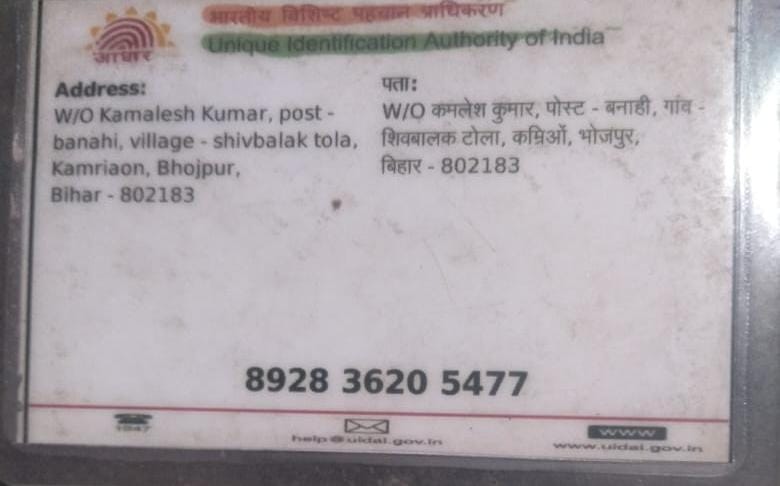 भारतीय विशिष्ट पहचान प्राधिकरण
Unique Identification Authority of India
आधार
Address:
W/O Kamalesh Kumar, post -
banahi, village - shivbalak tola,
Kamriaon, Bhojpur,
Bihar - 802183
पता:
W/O कमलेश कुमार, पोस्ट - बनाही, गांव -
शिवबालक टोला, कम्रिओं, भोजपुर,
बिहार - 802183
8928 3620 5477
1947
help@uidai.gov.in
www
www.uidai.gov.in